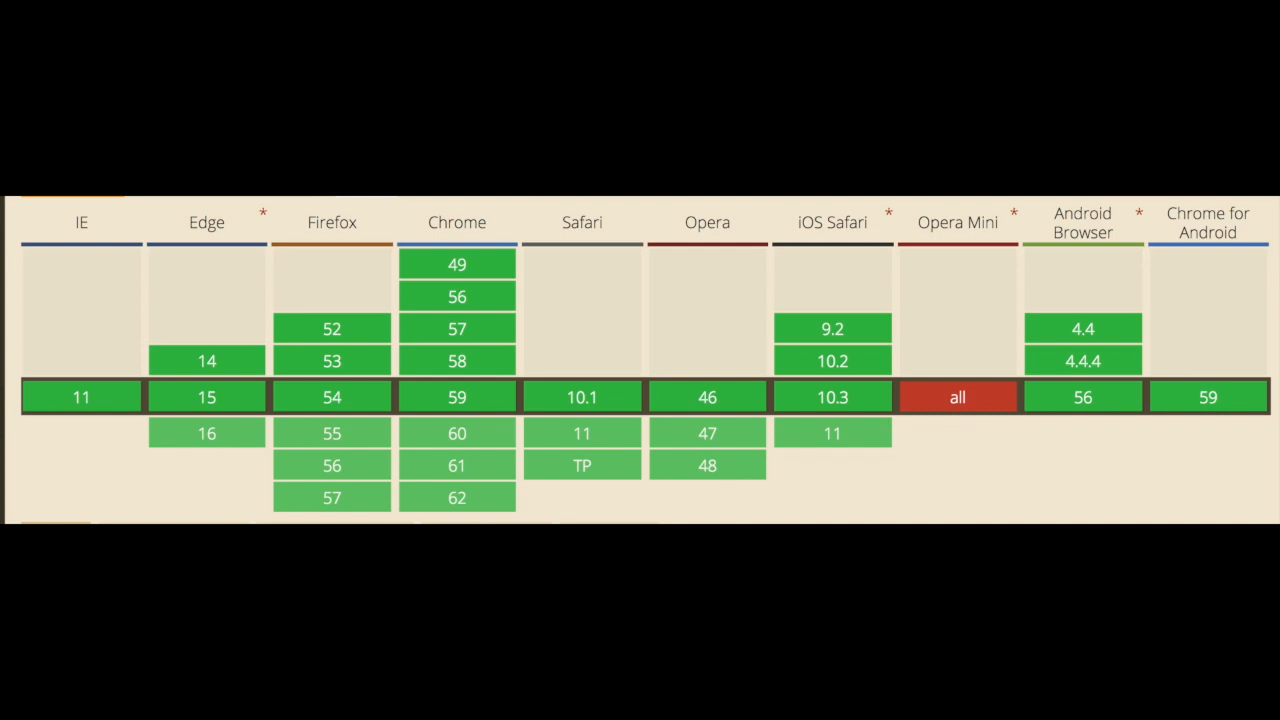 IE Edge * Firefox Chrome Safari Opera iOS Safari * Opera Mini * Android Browser * Chrome for Android
49
56
52 57 9.2 4.4
14 53 58 10.2 4.4.4
11 15 54 59 10.1 46 10.3 all 56 59
16 55 60 11 47 11
56 61 TP 48
57 62